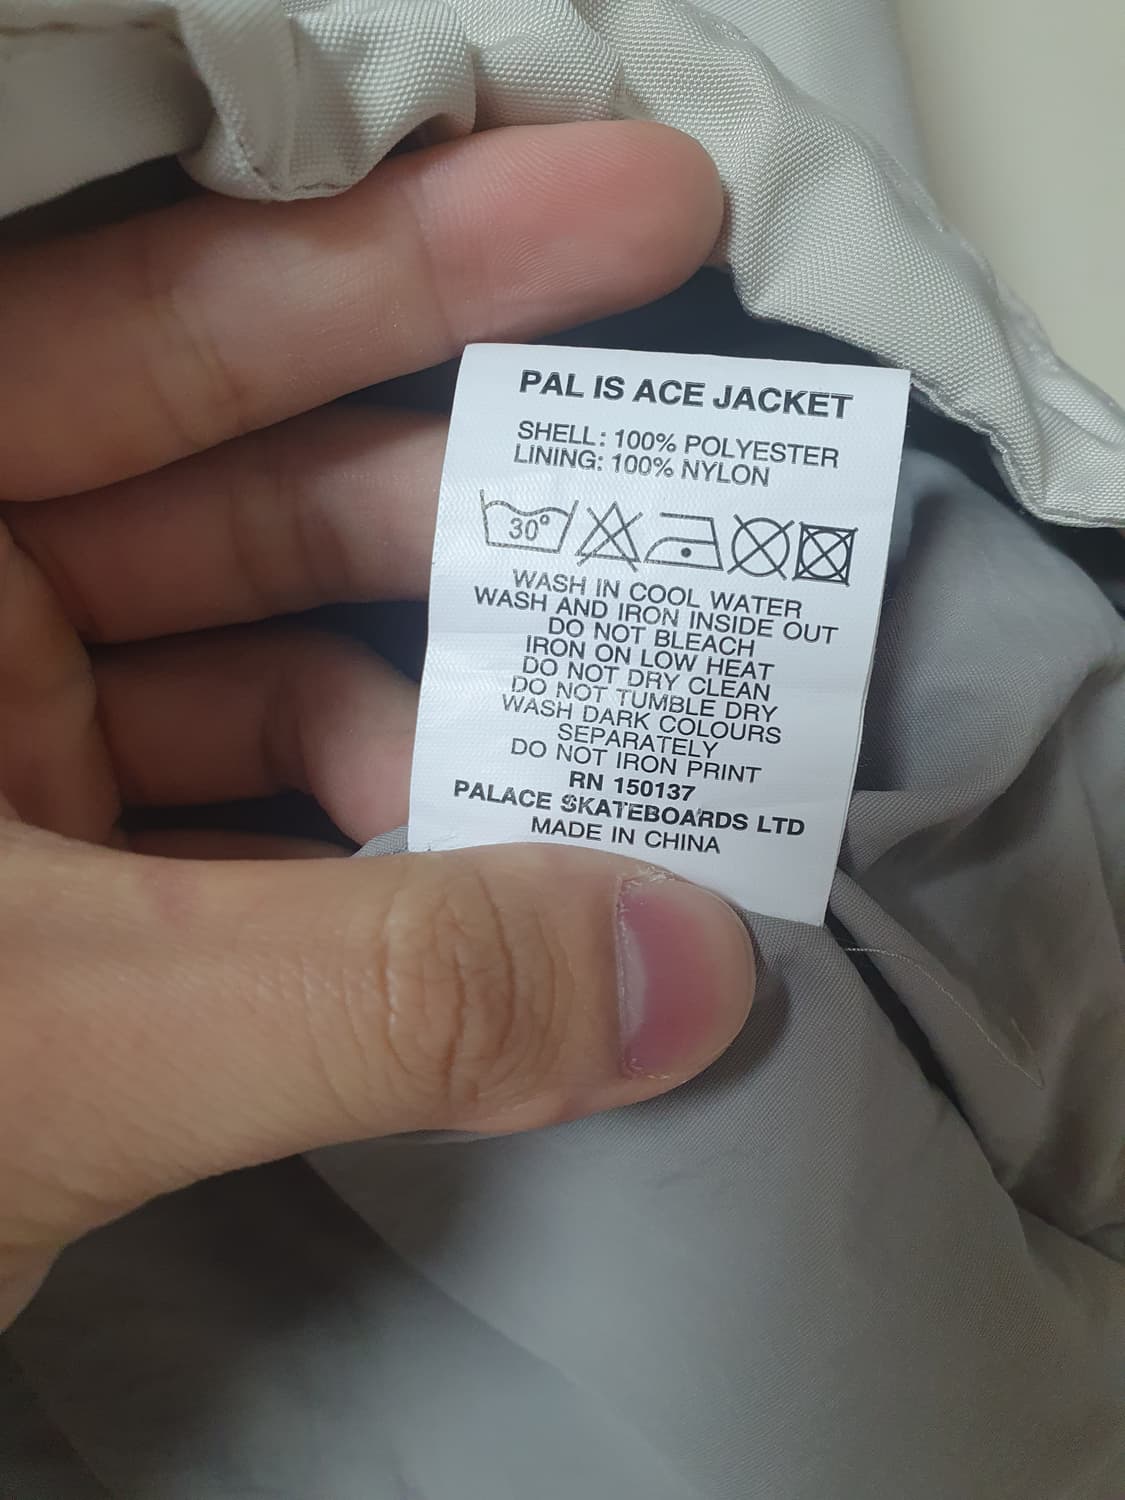 PAL IS ACE JACKET
SHELL: 100% POLYESTER
LINING: 100% NYLON
30°
WASH IN COOL WATER
WASH AND IRON INSIDE OUT
DO NOT BLEACH
IRON ON LOW HEAT
DO NOT DRY CLEAN
DO NOT TUMBLE DRY
WASH DARK COLOURS
SEPARATELY
DO NOT IRON PRINT
RN 150137
PALACE SKATEBOARDS LTD
MADE IN CHINA